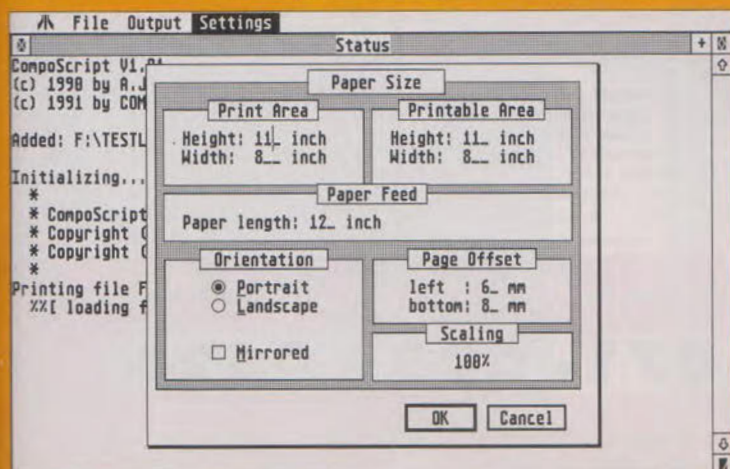 File Output Settings
Status
CompoScript V1.
(c) 1990 by A.J
(c) 1991 by COM
Added: F:\TESTL
Initializing...
*
* CompoScript
* Copyright (
* Copyright (
*
Printing file F
%%[ loading f
Paper Size
Print Area
Height: 11_ inch
Width: 8__ inch
Printable Area
Height: 11_ inch
Width: 8__ inch
Paper Feed
Paper length: 12_ inch
Orientation
Portrait
Landscape
Mirrored
Page Offset
left : 6_ mm
bottom: 8_ mm
Scaling
100%
OK Cancel